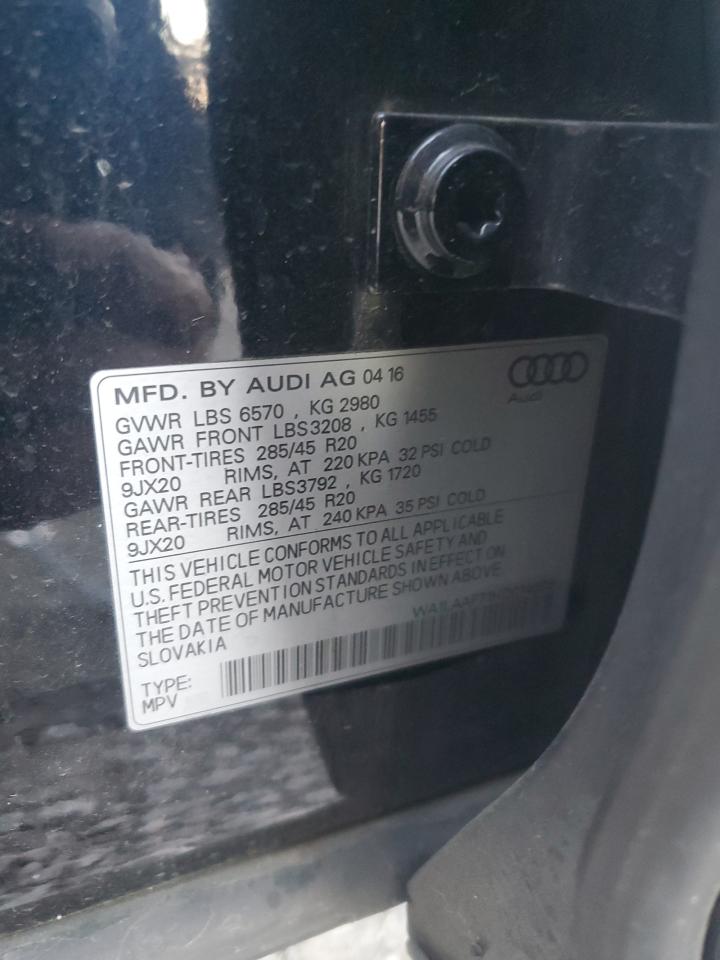 MFD. BY AUDI AG 04 16
Audi
GVWR LBS 6570 , KG 2980
GAWR FRONT LBS3208 , KG 1455
FRONT-TIRES 285/45 R20
9JX20 RIMS, AT 220 KPA 32 PSI COLD
GAWR REAR LBS3792 , KG 1720
REAR-TIRES 285/45 R20
9JX20 RIMS, AT 240 KPA 35 PSI COLD
THIS VEHICLE CONFORMS TO ALL APPLICABLE
U.S. FEDERAL MOTOR VEHICLE SAFETY AND
THEFT PREVENTION STANDARDS IN EFFECT ON
THE DATE OF MANUFACTURE SHOWN ABOVE
SLOVAKIA
TYPE:
MPV